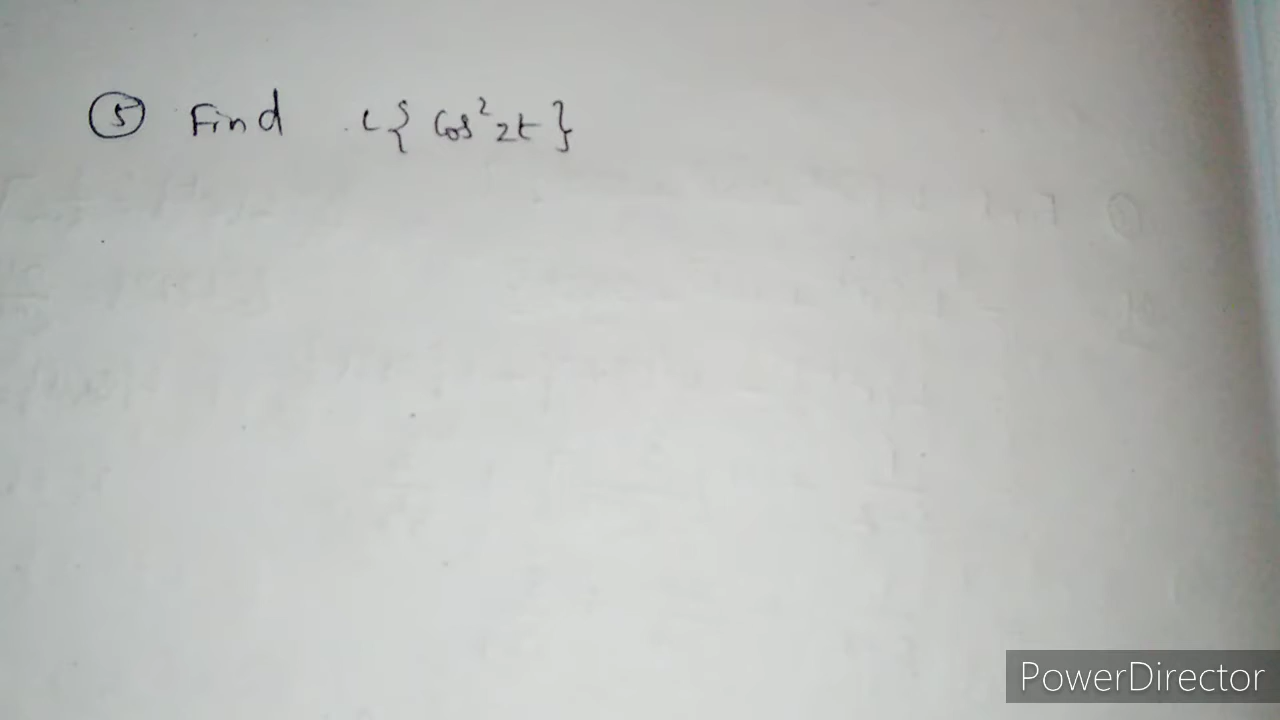 ⑤ Find L{ Cos²2t }
PowerDirector